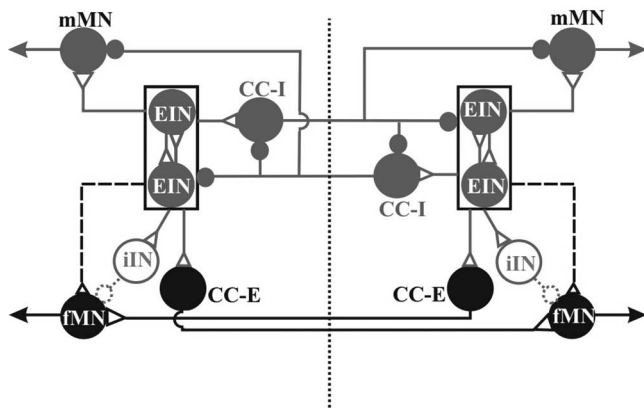 mMN mMN
CC-I
EIN EIN
EIN EIN
CC-I
iIN iIN
CC-E CC-E
fMN fMN